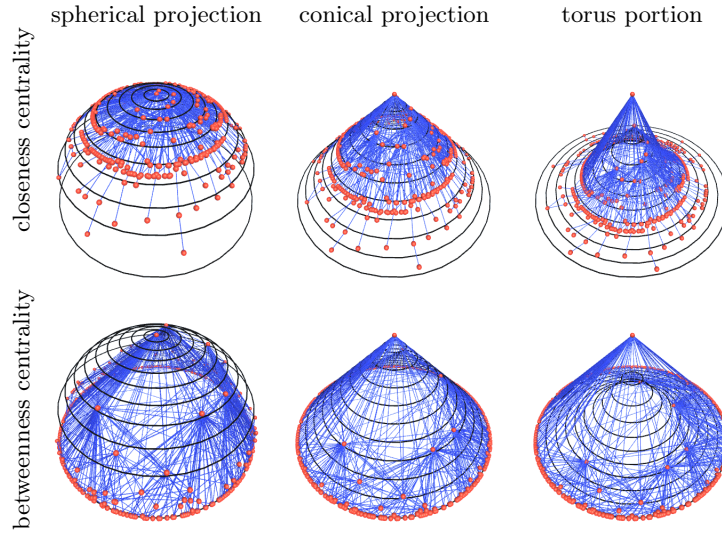 spherical projection
conical projection
torus portion
closeness centrality
betweenness centrality